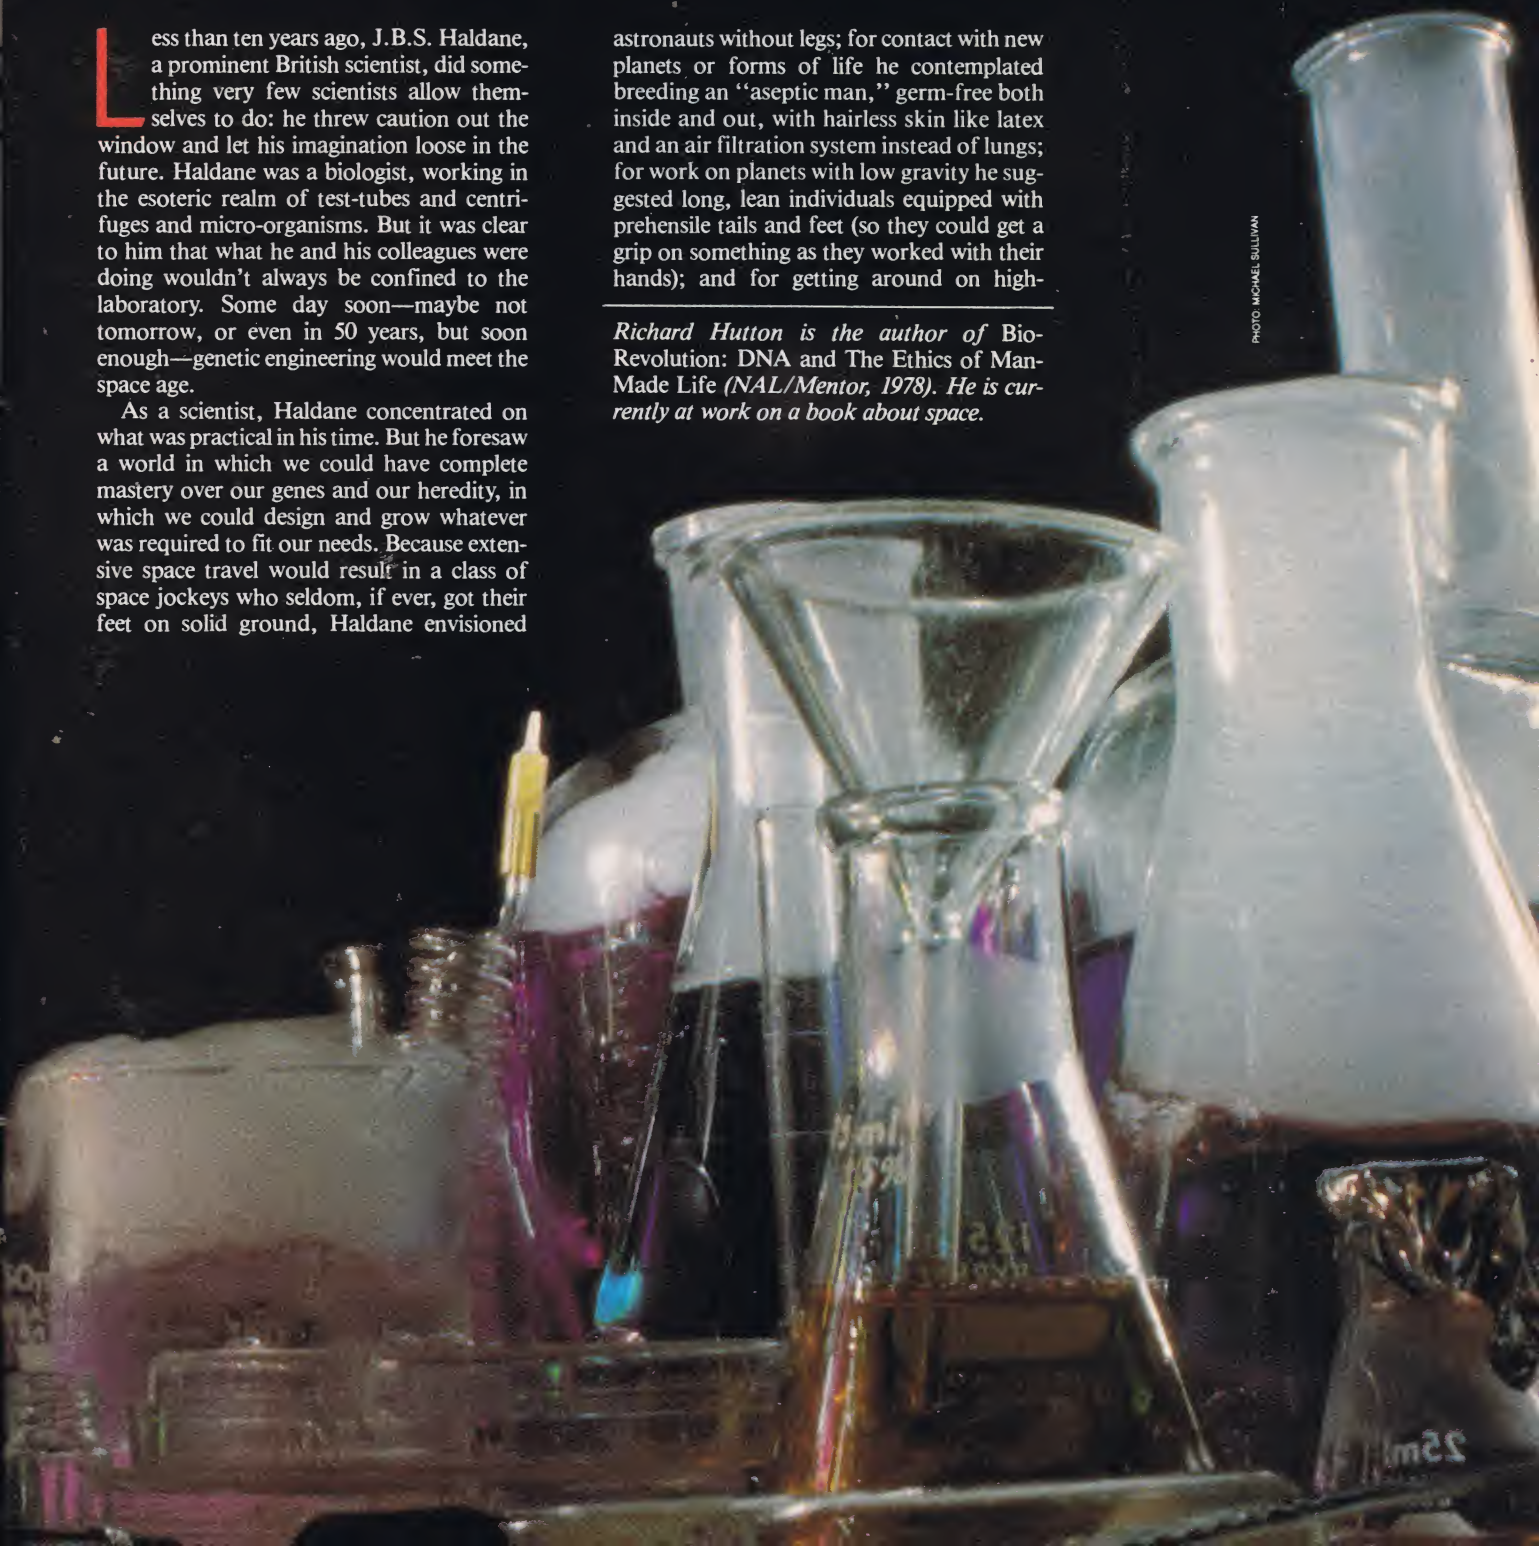 Less than ten years ago, J.B.S. Haldane,
a prominent British scientist, did some-
thing very few scientists allow them-
selves to do: he threw caution out the
window and let his imagination loose in the
future. Haldane was a biologist, working in
the esoteric realm of test-tubes and centri-
fuges and micro-organisms. But it was clear
to him that what he and his colleagues were
doing wouldn't always be confined to the
laboratory. Some day soon—maybe not
tomorrow, or even in 50 years, but soon
enough—genetic engineering would meet the
space age.
As a scientist, Haldane concentrated on
what was practical in his time. But he foresaw
a world in which we could have complete
mastery over our genes and our heredity, in
which we could design and grow whatever
was required to fit our needs. Because exten-
sive space travel would result in a class of
space jockeys who seldom, if ever, got their
feet on solid ground, Haldane envisioned
astronauts without legs; for contact with new
planets or forms of life he contemplated
breeding an "aseptic man," germ-free both
inside and out, with hairless skin like latex
and an air filtration system instead of lungs;
for work on planets with low gravity he sug-
gested long, lean individuals equipped with
prehensile tails and feet (so they could get a
grip on something as they worked with their
hands); and for getting around on high-
Richard Hutton is the author of Bio-
Revolution: DNA and The Ethics of Man-
Made Life (NAL/Mentor, 1978). He is cur-
rently at work on a book about space.
PHOTO: MICHAEL SULLIVAN
25ml